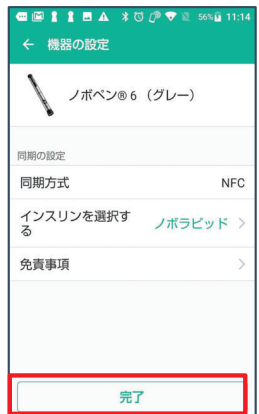 56% 11:14
← 機器の設定
ノボペン® 6 （グレー）
同期の設定
同期方式 NFC
インスリンを選択す
る ノボラピッド >
免責事項 >
完了